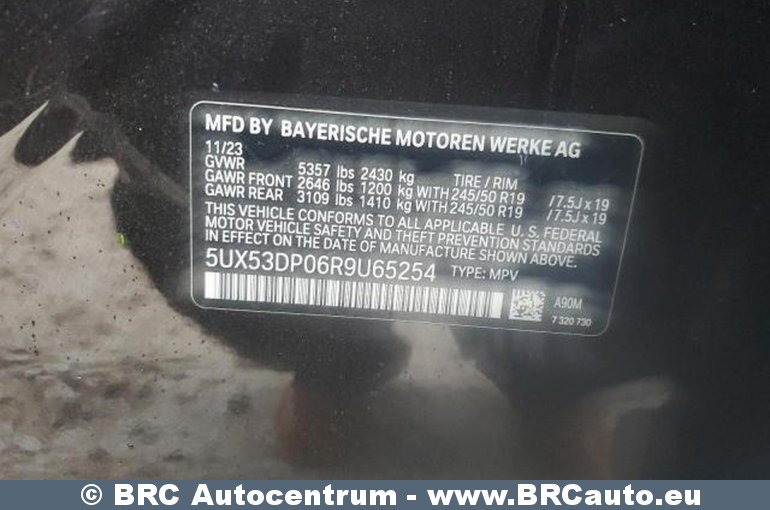 MFD BY BAYERISCHE MOTOREN WERKE AG
11/23
GVWR 5357 lbs 2430 kg TIRE / RIM
GAWR FRONT 2646 lbs 1200 kg WITH 245/50 R19 /7.5J x 19
GAWR REAR 3109 lbs 1410 kg WITH 245/50 R19 /7.5J x 19
THIS VEHICLE CONFORMS TO ALL APPLICABLE U. S. FEDERAL
MOTOR VEHICLE SAFETY AND THEFT PREVENTION STANDARDS
IN EFFECT ON THE DATE OF MANUFACTURE SHOWN ABOVE.
5UX53DP06R9U65254 TYPE: MPV
A90M
7 320 730
© BRC Autocentrum - www.BRCauto.eu